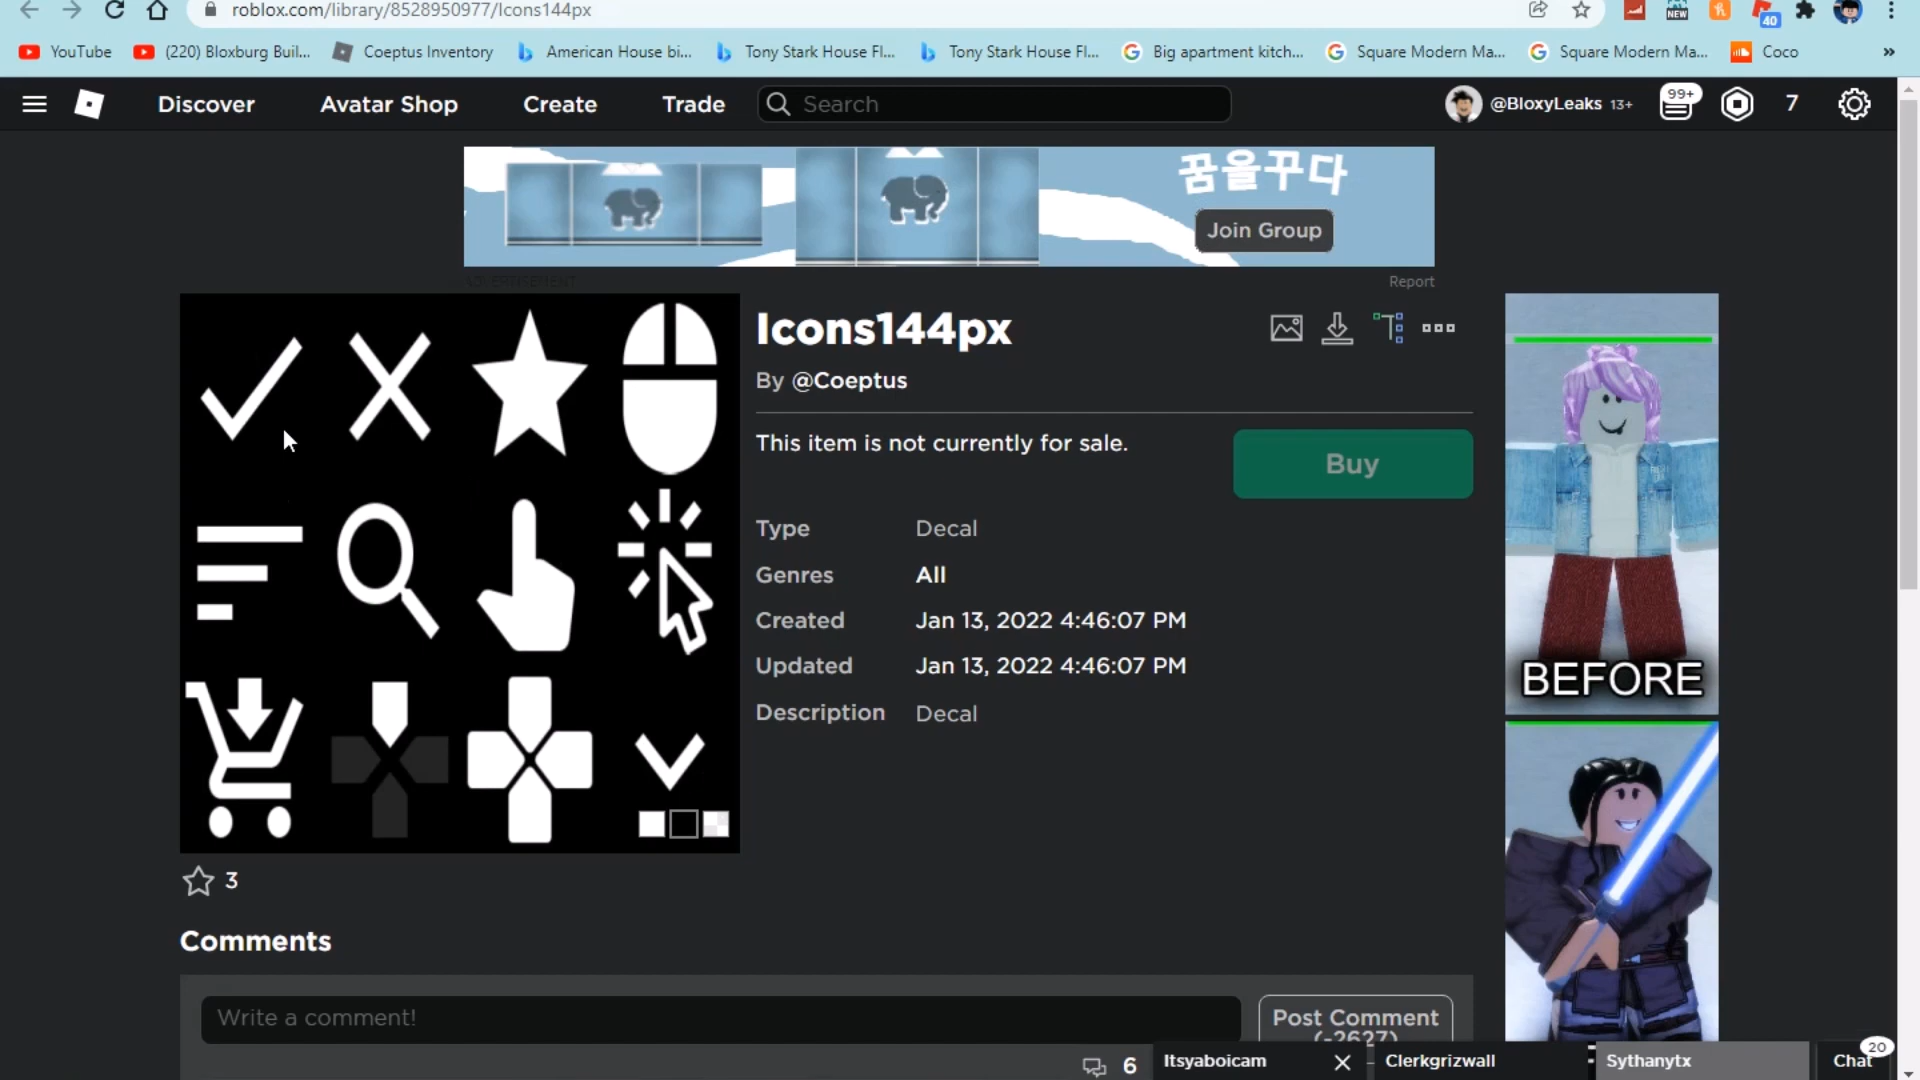 roblox.com/library/8528950977/Icons144px
NEW
40
YouTube
(220) Bloxburg Buil...
Coeptus Inventory
American House bi...
Tony Stark House Fl...
Tony Stark House Fl...
Big apartment kitch...
Square Modern Ma...
Square Modern Ma...
Coco
»
Discover
Avatar Shop
Create
Trade
Search
@BloxyLeaks 13+
99+
7
꿈을꾸다
Join Group
ADVERTISEMENT
Report
Icons144px
By @Coeptus
This item is not currently for sale.
Buy
Type Decal
Genres All
Created Jan 13, 2022 4:46:07 PM
Updated Jan 13, 2022 4:46:07 PM
Description Decal
BEFORE
3
Comments
Write a comment!
Post Comment
(-2627)
6
Itsyaboicam
Clerkgrizwall
Sythanytx
Chat
20